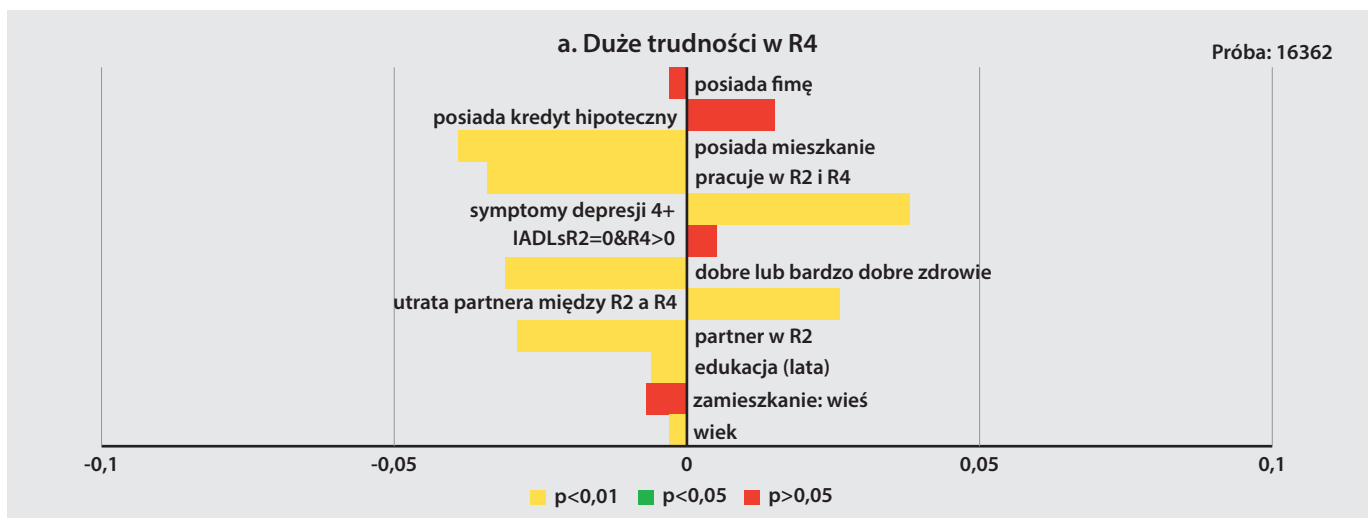 a. Duże trudności w R4
Próba: 16362
posiada fimę
posiada kredyt hipoteczny
posiada mieszkanie
pracuje w R2 i R4
symptomy depresji 4+
IADLsR2=0&R4>0
dobre lub bardzo dobre zdrowie
utrata partnera między R2 a R4
partner w R2
edukacja (lata)
zamieszkanie: wieś
wiek
-0,1 -0,05 0 0,05 0,1
p<0,01 p<0,05 p>0,05